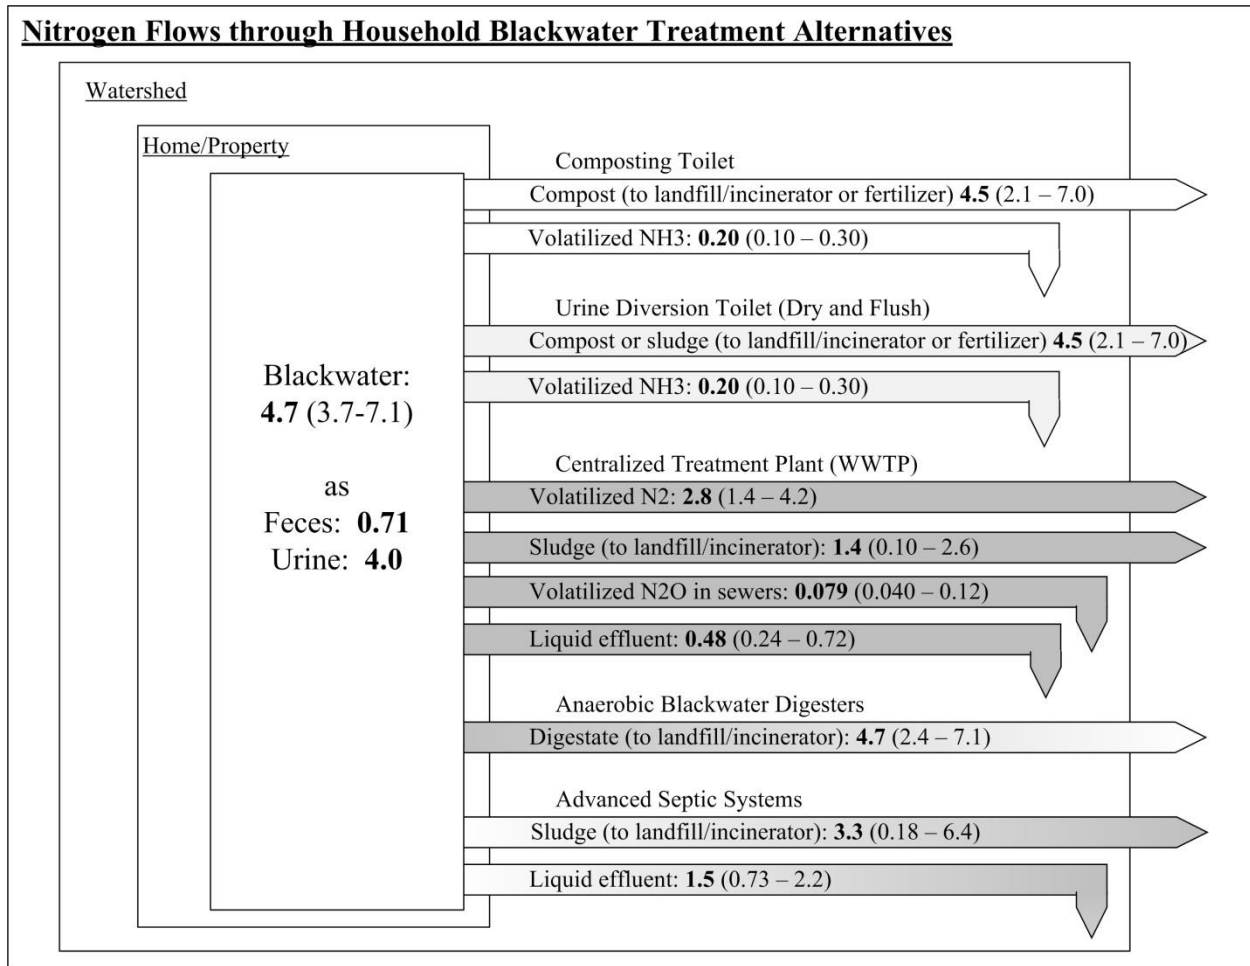 Nitrogen Flows through Household Blackwater Treatment Alternatives
Watershed
Home/Property
Blackwater:
4.7 (3.7-7.1)
as
Feces: 0.71
Urine: 4.0
Composting Toilet
Compost (to landfill/incinerator or fertilizer) 4.5 (2.1 – 7.0)
Volatilized NH3: 0.20 (0.10 – 0.30)
Urine Diversion Toilet (Dry and Flush)
Compost or sludge (to landfill/incinerator or fertilizer) 4.5 (2.1 – 7.0)
Volatilized NH3: 0.20 (0.10 – 0.30)
Centralized Treatment Plant (WWTP)
Volatilized N2: 2.8 (1.4 – 4.2)
Sludge (to landfill/incinerator): 1.4 (0.10 – 2.6)
Volatilized N2O in sewers: 0.079 (0.040 – 0.12)
Liquid effluent: 0.48 (0.24 – 0.72)
Anaerobic Blackwater Digesters
Digestate (to landfill/incinerator): 4.7 (2.4 – 7.1)
Advanced Septic Systems
Sludge (to landfill/incinerator): 3.3 (0.18 – 6.4)
Liquid effluent: 1.5 (0.73 – 2.2)